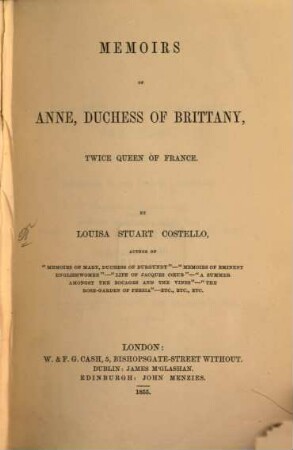 MEMOIRS
OF
ANNE, DUCHESS OF BRITTANY,
TWICE QUEEN OF FRANCE.
BY
LOUISA STUART COSTELLO,
AUTHOR OF
"MEMOIRS OF MARY, DUCHESS OF BURGUNDY"—"MEMOIRS OF EMINENT
ENGLISHWOMEN"—"LIFE OF JACQUES CŒUR"—"A SUMMER
AMONGST THE BOCAGES AND THE VINES"—"THE
ROSE-GARDEN OF PERSIA"—ETC., ETC., ETC.
LONDON:
W. & F. G. CASH, 5, BISHOPSGATE-STREET WITHOUT.
DUBLIN: JAMES M'GLASHAN.
EDINBURGH: JOHN MENZIES.
1855.